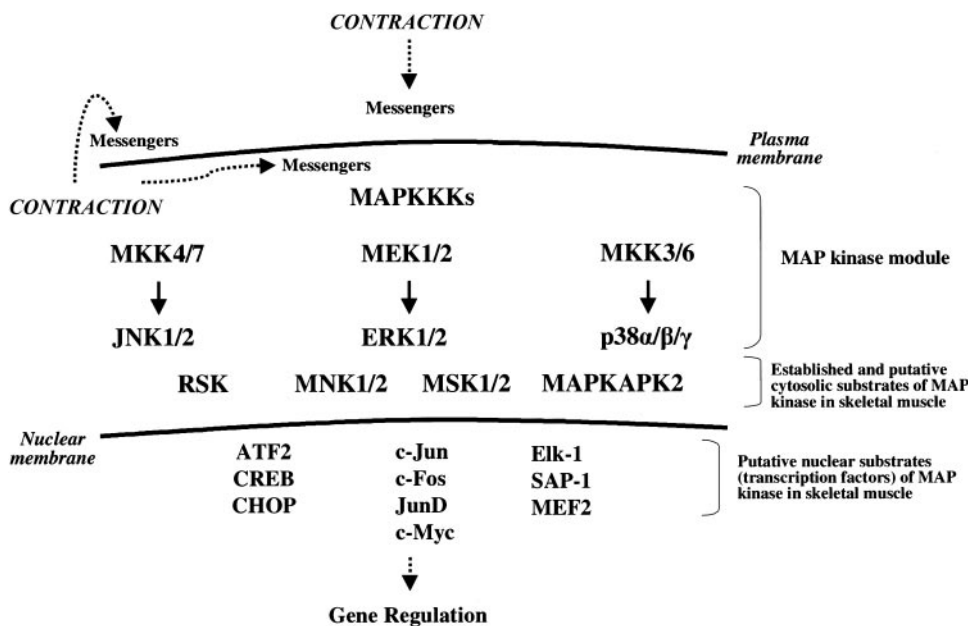 CONTRACTION
Messengers
Messengers
Plasma
membrane
Messengers
CONTRACTION
MAPKKKs
MKK4/7 MEK1/2 MKK3/6
MAP kinase module
JNK1/2 ERK1/2 p38α/β/γ
RSK MNK1/2 MSK1/2 MAPKAPK2
Established and putative
cytosolic substrates of MAP
kinase in skeletal muscle
Nuclear
membrane
ATF2 c-Jun Elk-1
CREB c-Fos SAP-1
CHOP JunD MEF2
c-Myc
Putative nuclear substrates
(transcription factors) of MAP
kinase in skeletal muscle
Gene Regulation